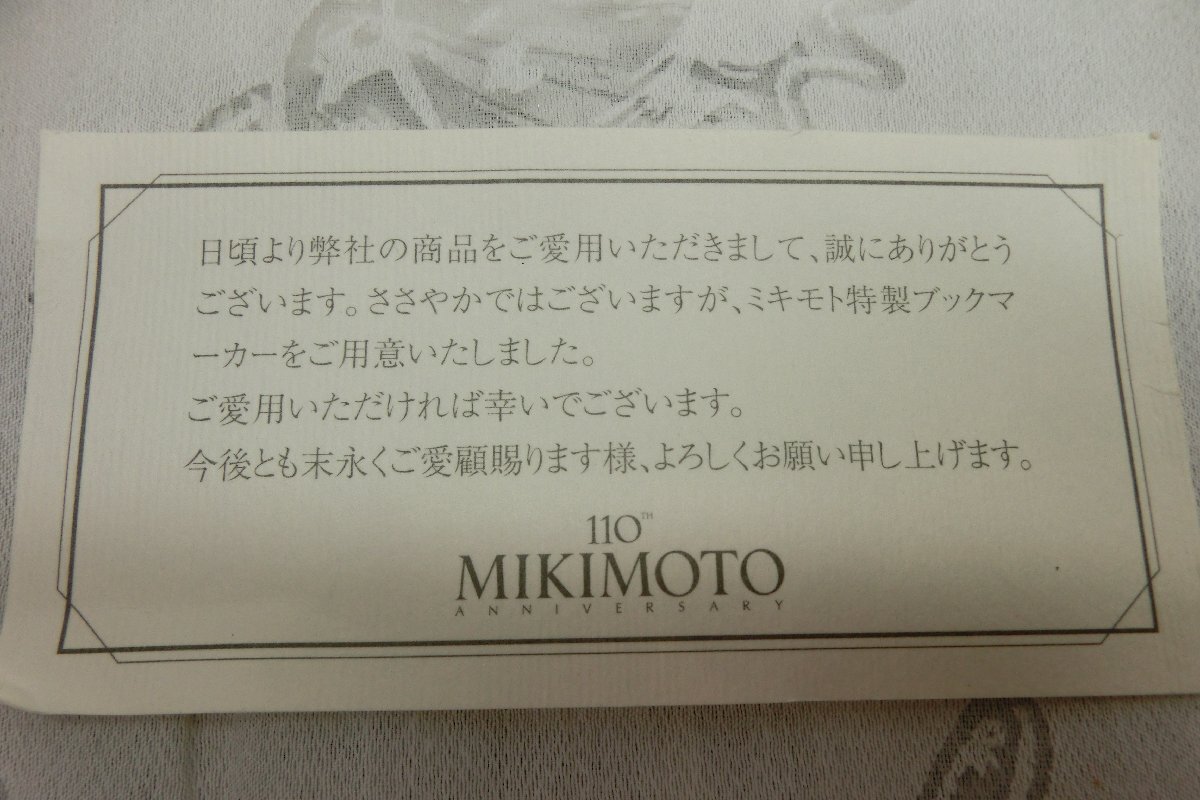 日頃より弊社の商品をご愛用いただきまして、誠にありがとう
ございます。ささやかではございますが、ミキモト特製ブックマ
ーカーをご用意いたしました。
ご愛用いただければ幸いでございます。
今後とも末永くご愛顧賜ります様、よろしくお願い申し上げます。
110TH
MIKIMOTO
ANNIVERSARY